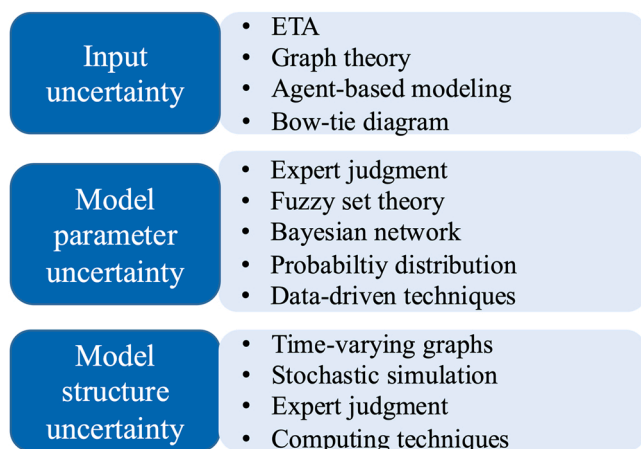 Input
uncertainty
• ETA
• Graph theory
• Agent-based modeling
• Bow-tie diagram
Model
parameter
uncertainty
• Expert judgment
• Fuzzy set theory
• Bayesian network
• Probabiltiy distribution
• Data-driven techniques
Model
structure
uncertainty
• Time-varying graphs
• Stochastic simulation
• Expert judgment
• Computing techniques